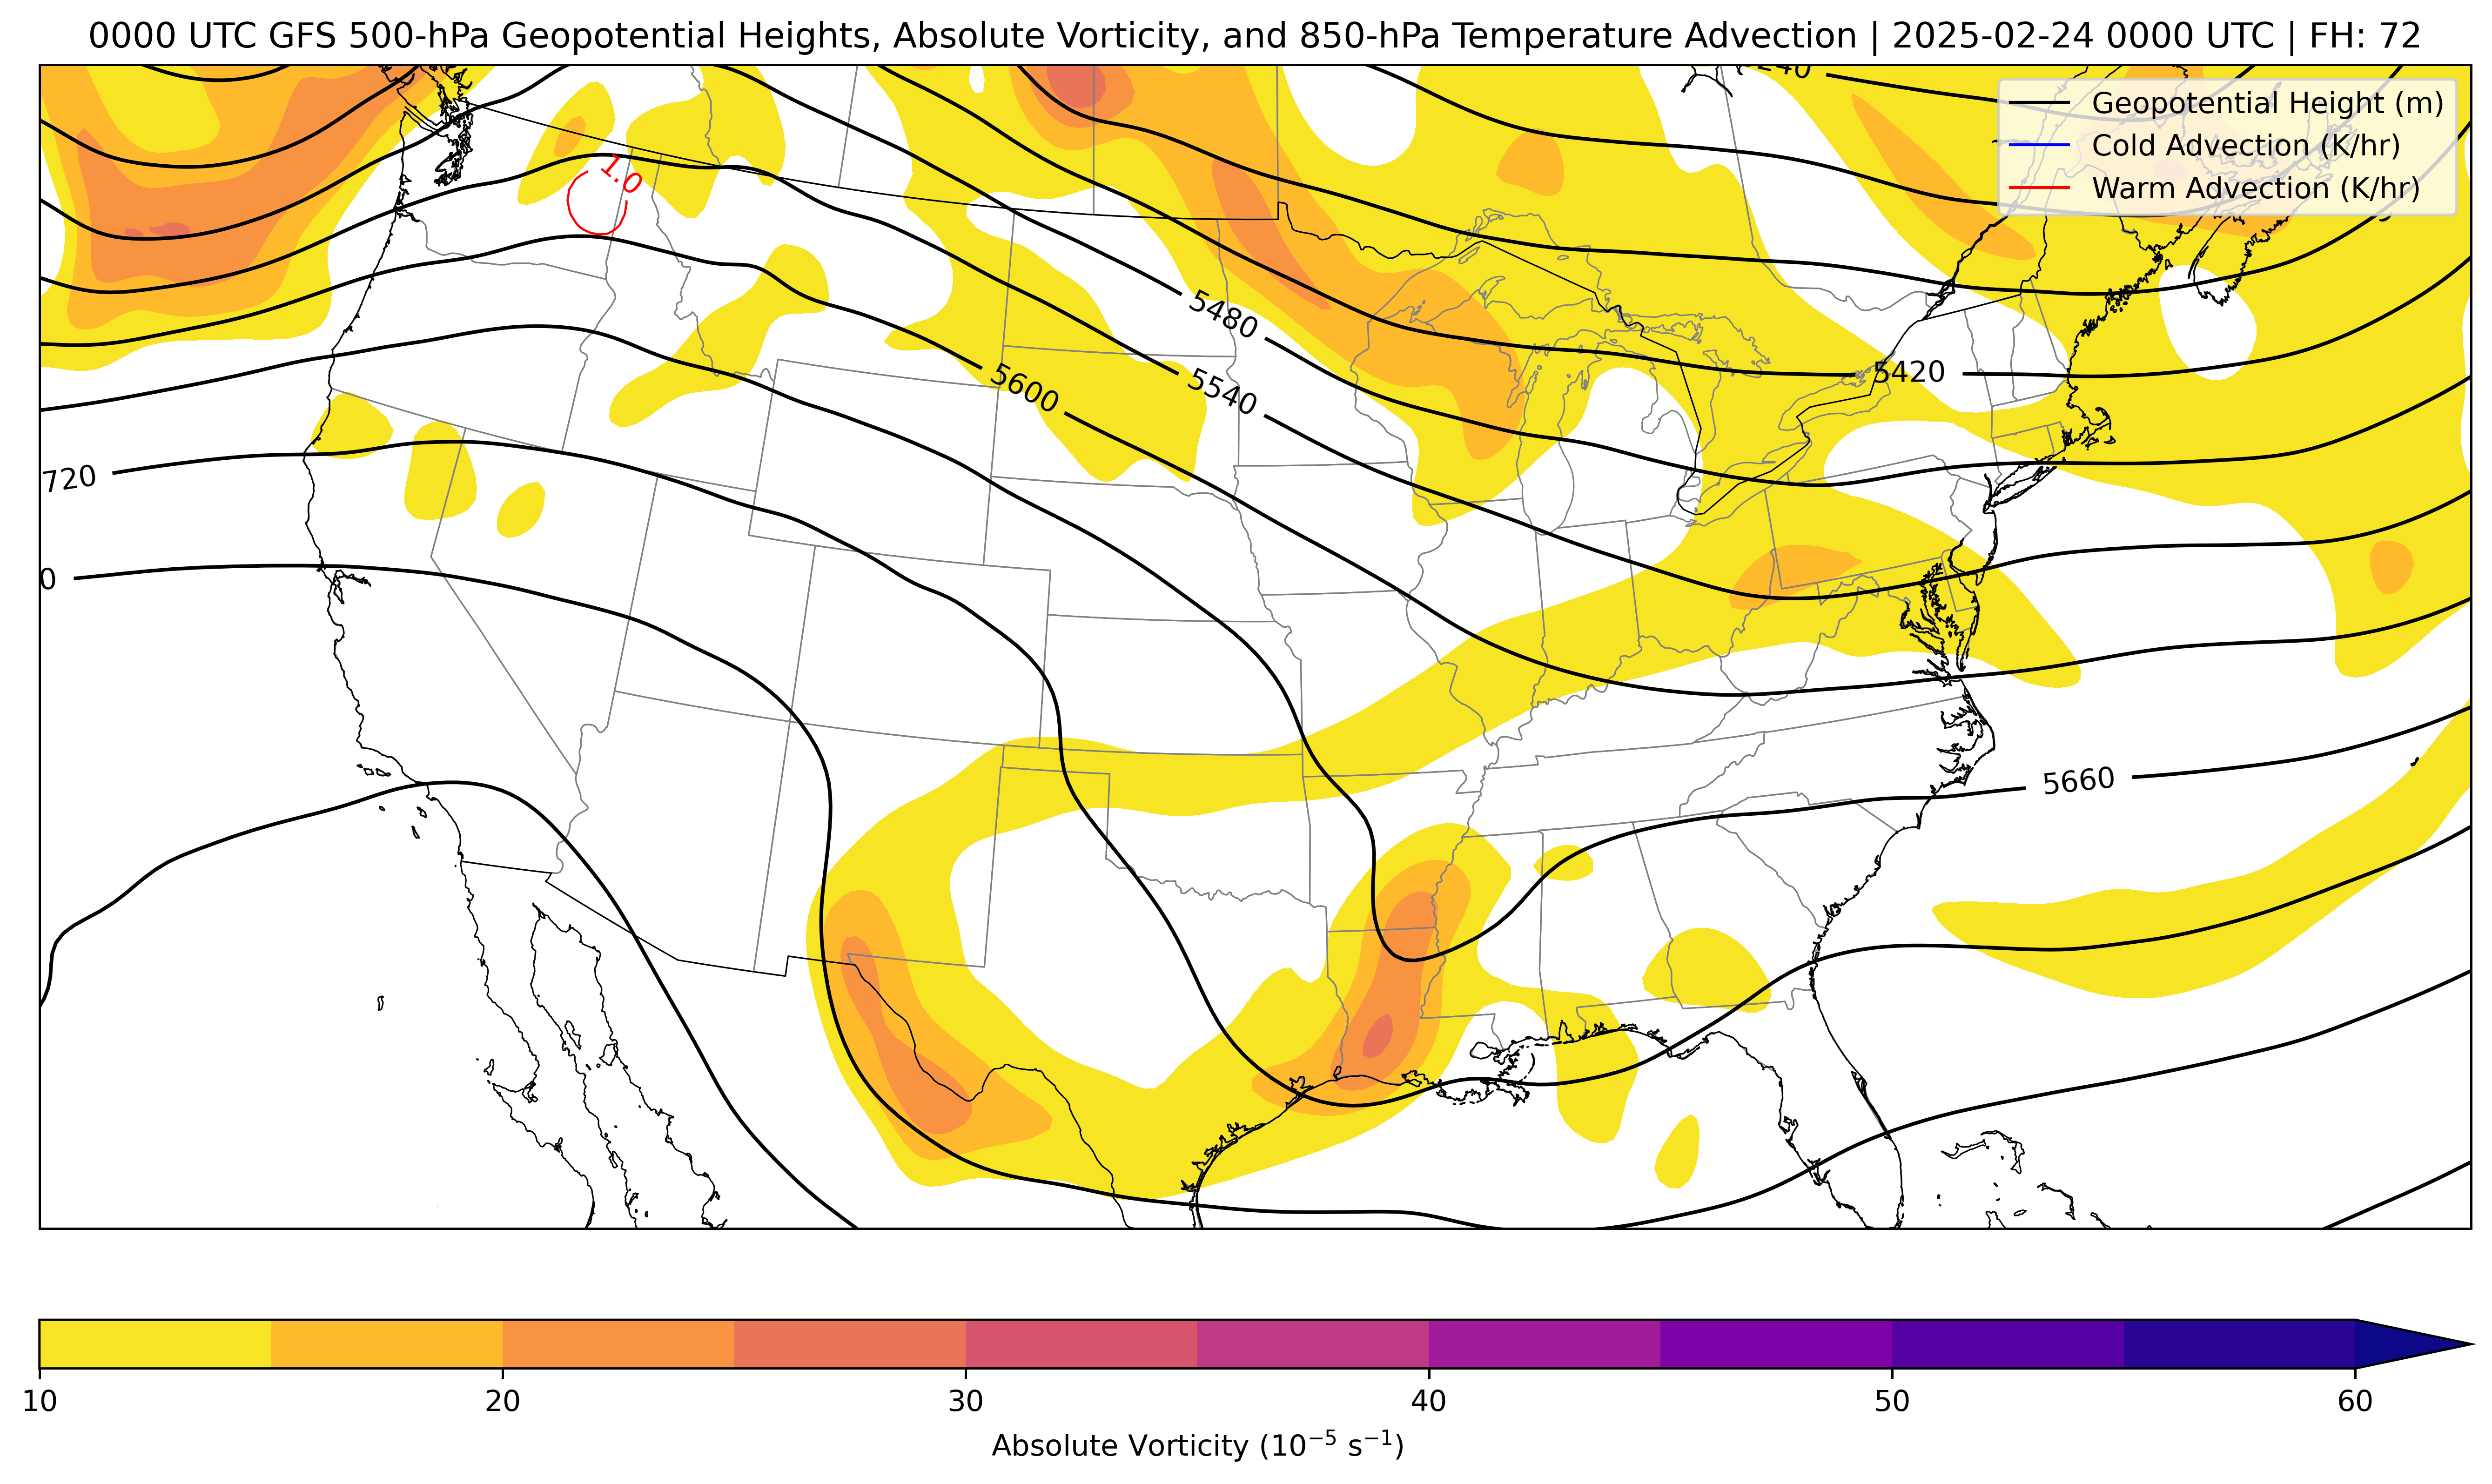 0000 UTC GFS 500-hPa Geopotential Heights, Absolute Vorticity, and 850-hPa Temperature Advection | 2025-02-24 0000 UTC | FH: 72
240
Geopotential Height (m)
Cold Advection (K/hr)
Warm Advection (K/hr)
1.0
5480
5600
5540
5420
720
0
5660
10 20 30 40 50 60
Absolute Vorticity (10⁻⁵ s⁻¹)